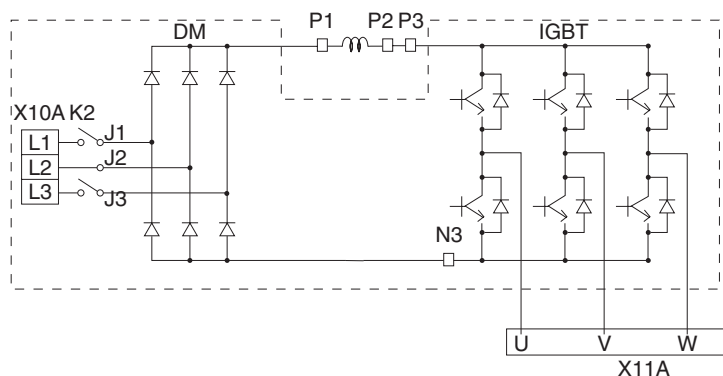 P1 P2 P3
DM IGBT
X10A K2
L1 J1
L2 J2
L3 J3
N3
U V W
X11A